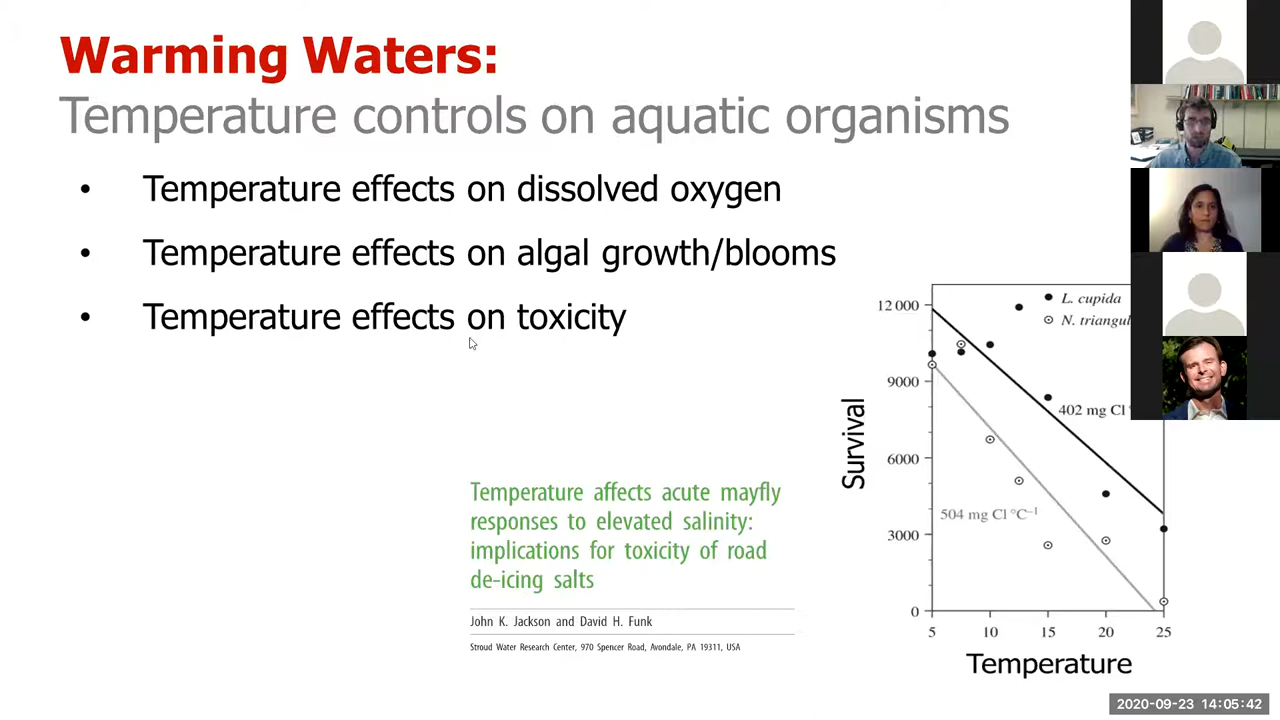 Warming Waters:
Temperature controls on aquatic organisms
• Temperature effects on dissolved oxygen
• Temperature effects on algal growth/blooms
• Temperature effects on toxicity
Temperature affects acute mayfly
responses to elevated salinity:
implications for toxicity of road
de-icing salts
John K. Jackson and David H. Funk
Stroud Water Research Center, 970 Spencer Road, Avondale, PA 19311, USA
Survival
12 000
9000
6000
3000
0
L. cupida
N. triangul
402 mg Cl °
504 mg Cl °C⁻¹
5 10 15 20 25
Temperature
2020-09-23 14:05:42